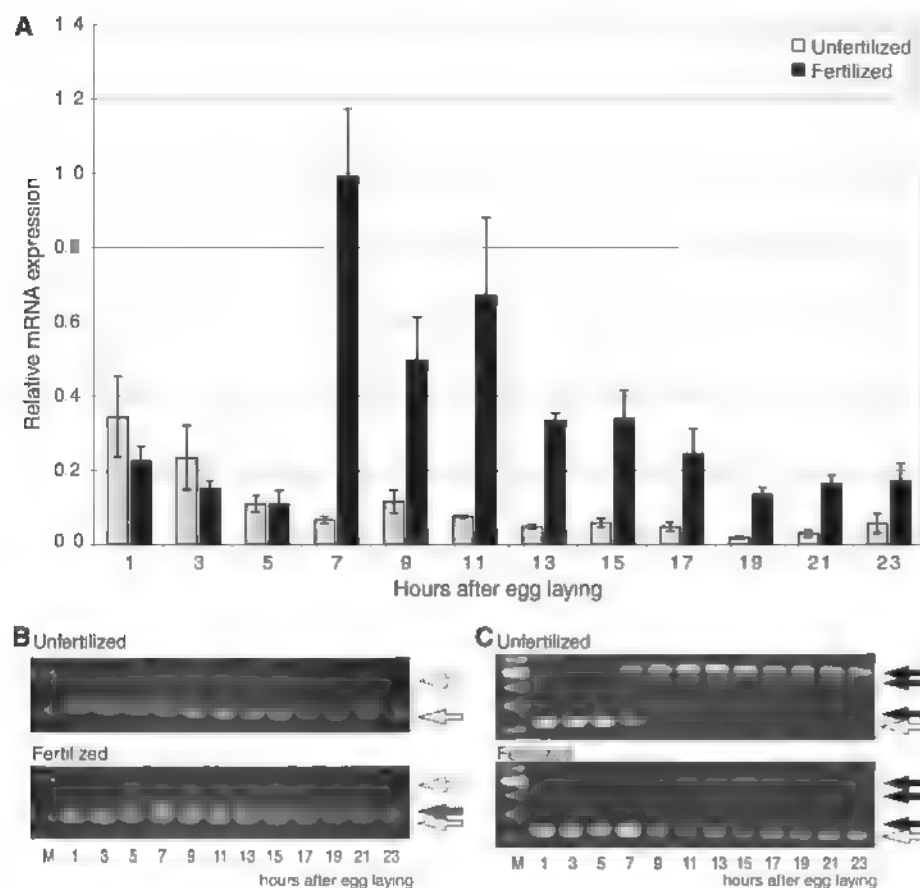 A
1.4
Unfertilized
Fertilized
1.2
1.0
0.8
0.6
0.4
0.2
0.0
Relative mRNA expression
1 3 5 7 9 11 13 15 17 19 21 23
Hours after egg laying
B Unfertilized
C Unfertilized
Fertilized
M 1 3 5 7 9 11 13 15 17 19 21 23
hours after egg laying
M 1 3 5 7 9 11 13 15 17 19 21 23
hours after egg laying